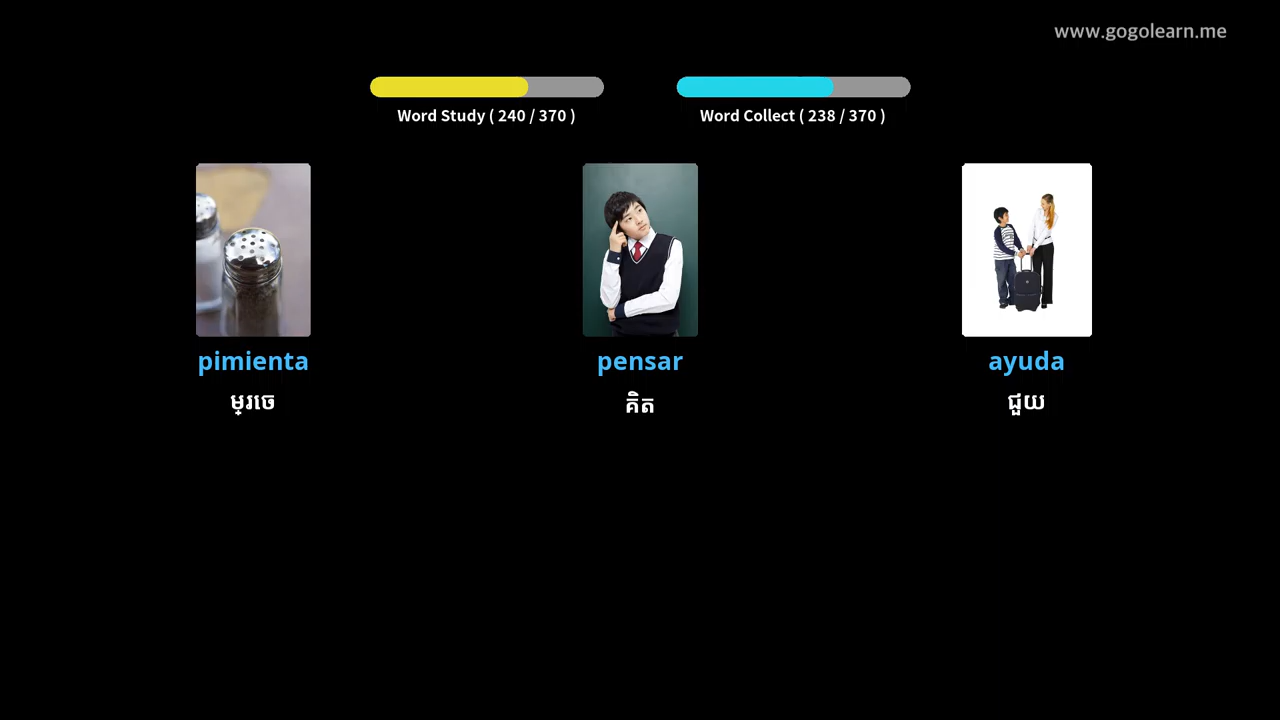 www.gogolearn.me
Word Study ( 240 / 370 )
Word Collect ( 238 / 370 )
pimienta
pensar
ayuda
ម្រេច
គិត
ជួយ